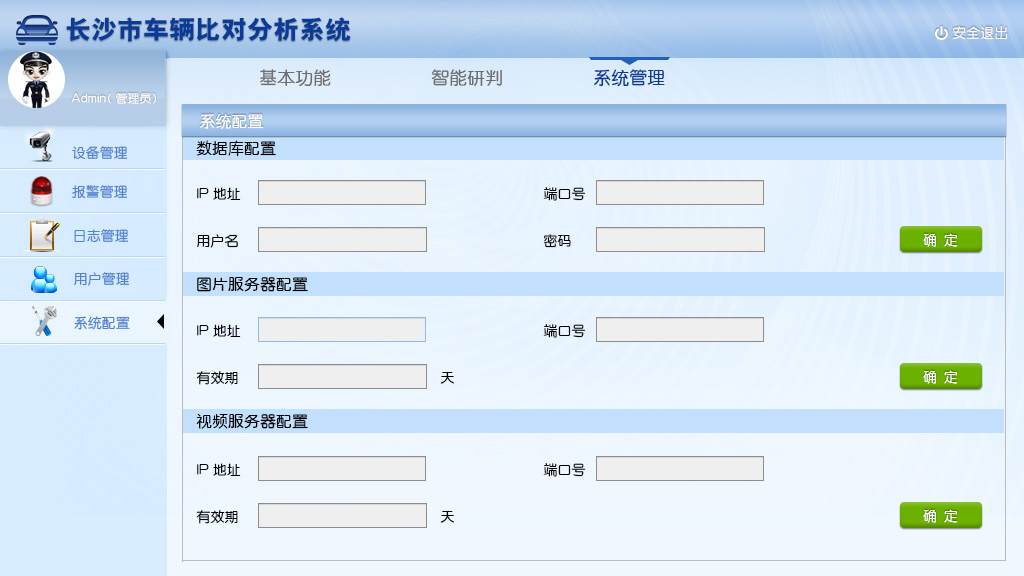 长沙市车辆比对分析系统
安全退出
Admin( 管理员)
基本功能 智能研判 系统管理
设备管理
报警管理
日志管理
用户管理
系统配置
系统配置
数据库配置
IP 地址 端口号
用户名 密码 确 定
图片服务器配置
IP 地址 端口号
有效期 天 确 定
视频服务器配置
IP 地址 端口号
有效期 天 确 定